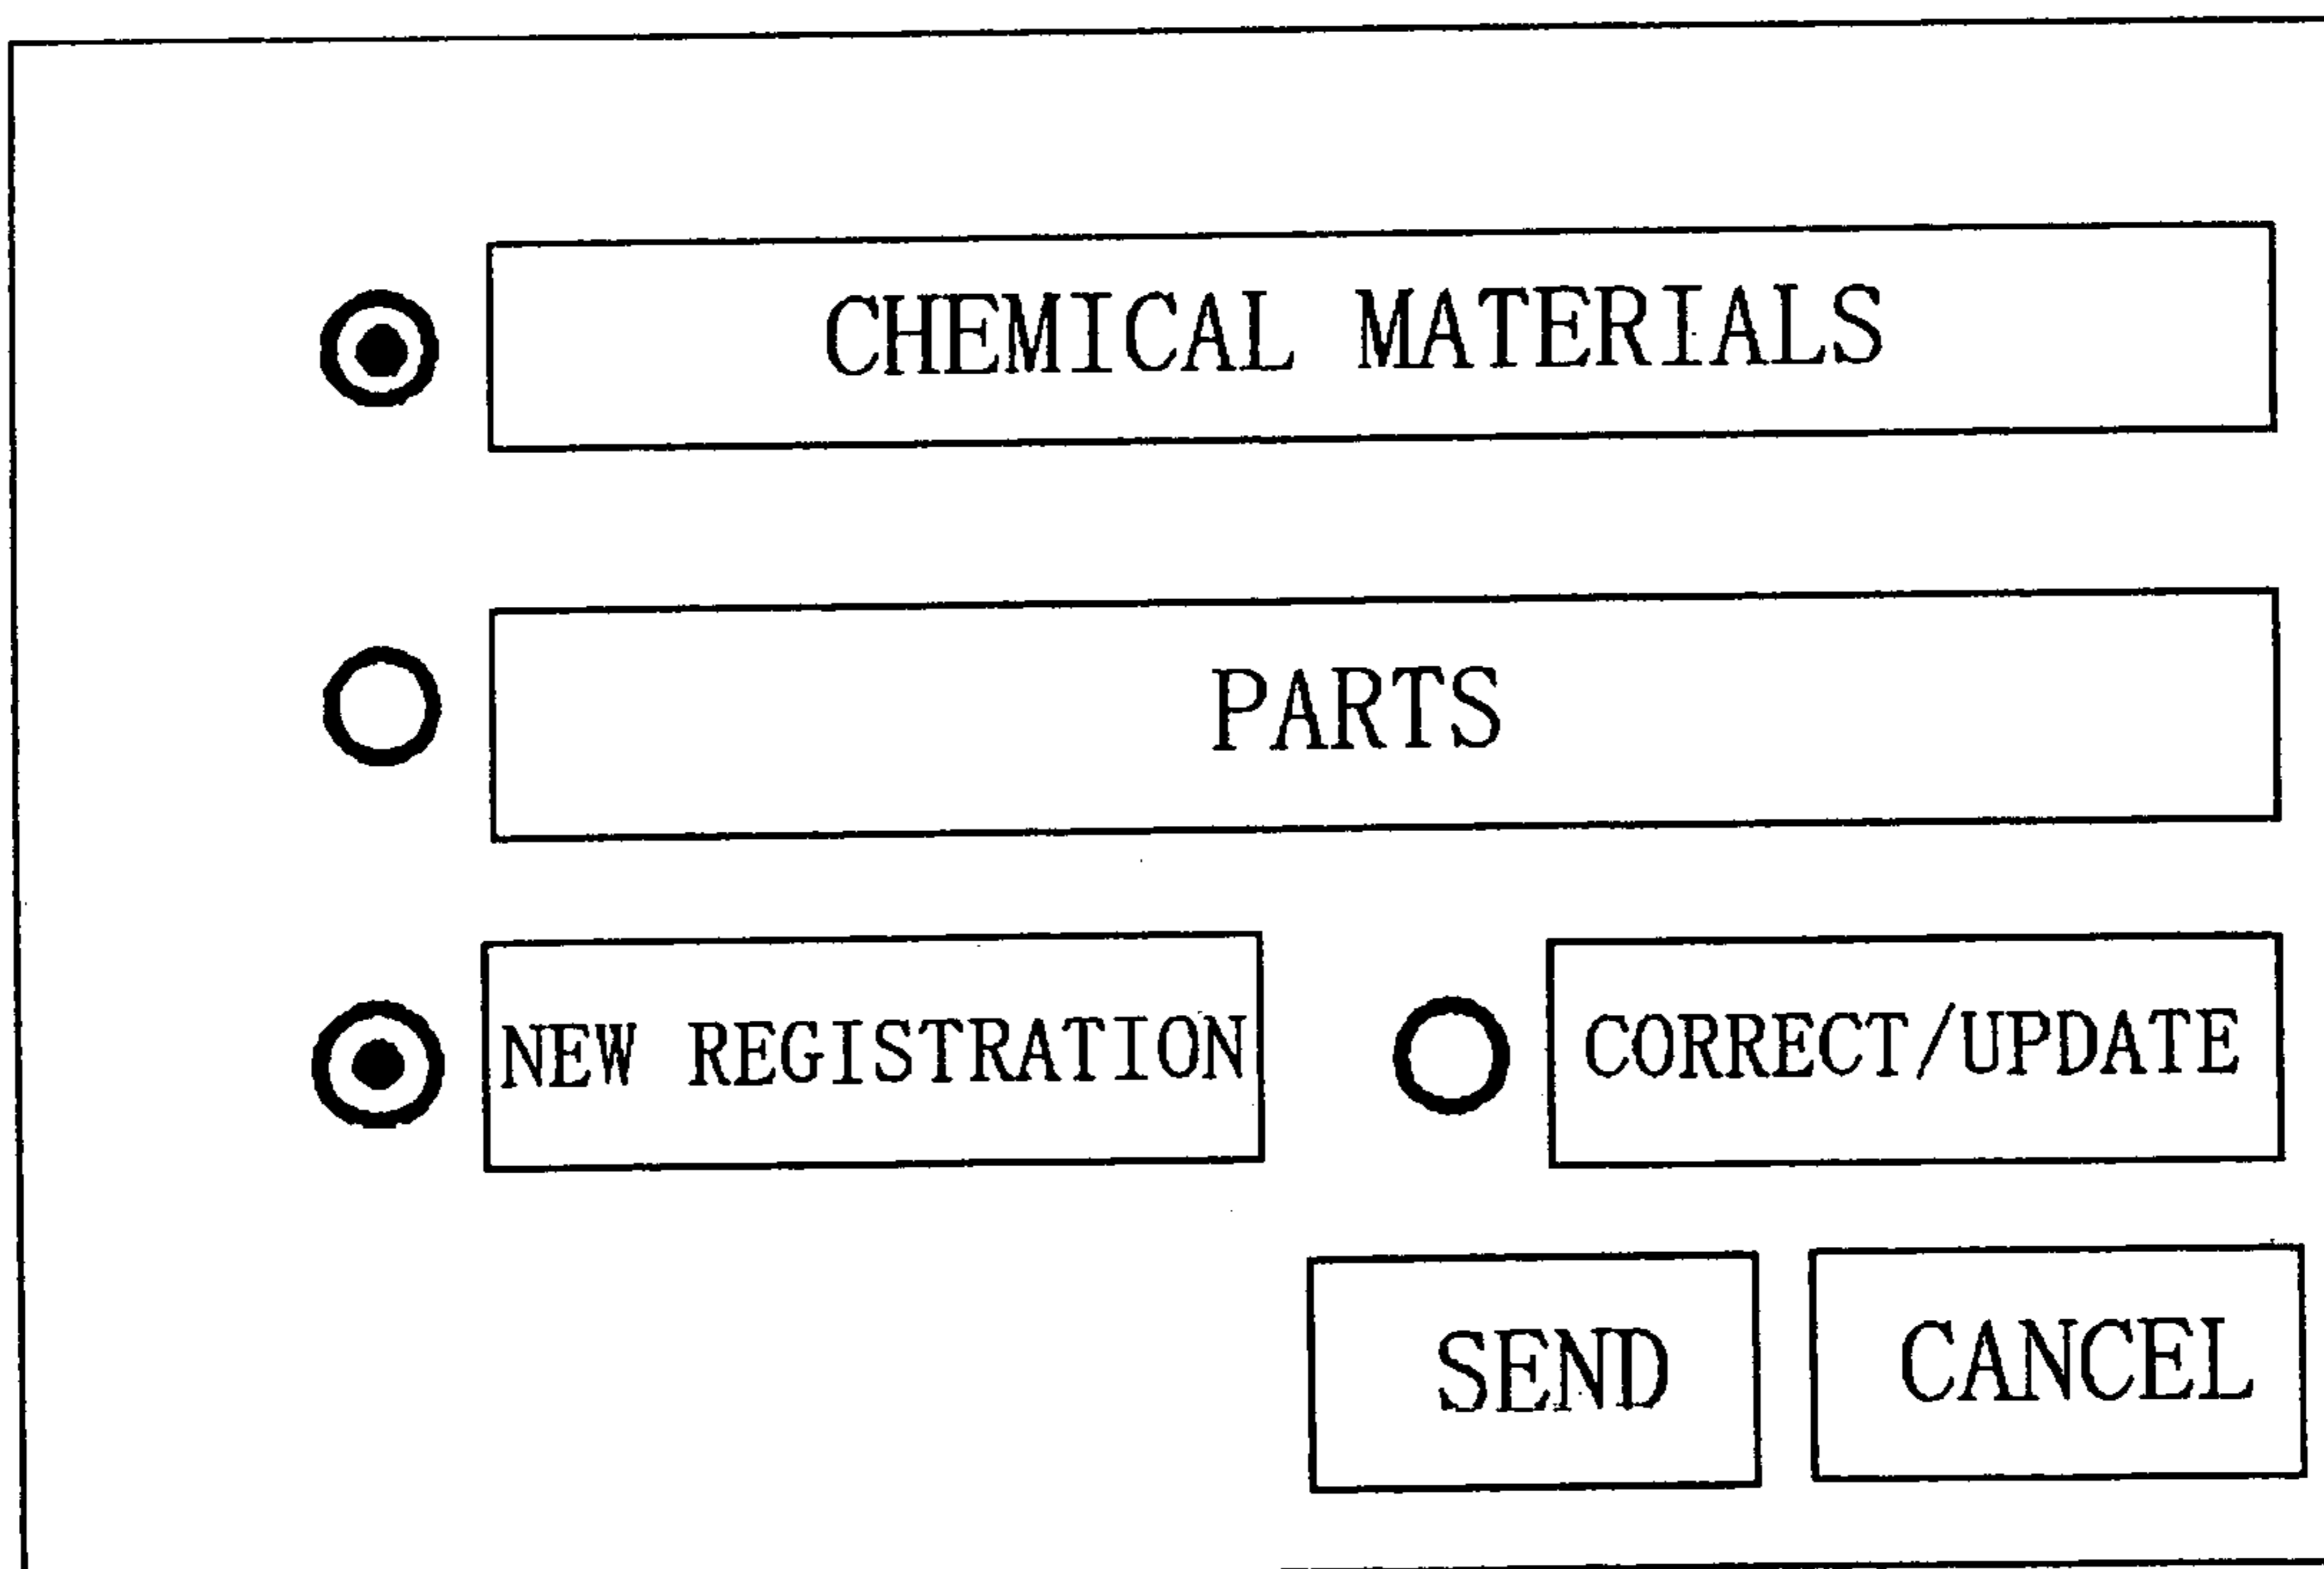 CHEMICAL MATERIALS
PARTS
NEW REGISTRATION
CORRECT/UPDATE
SEND
CANCEL